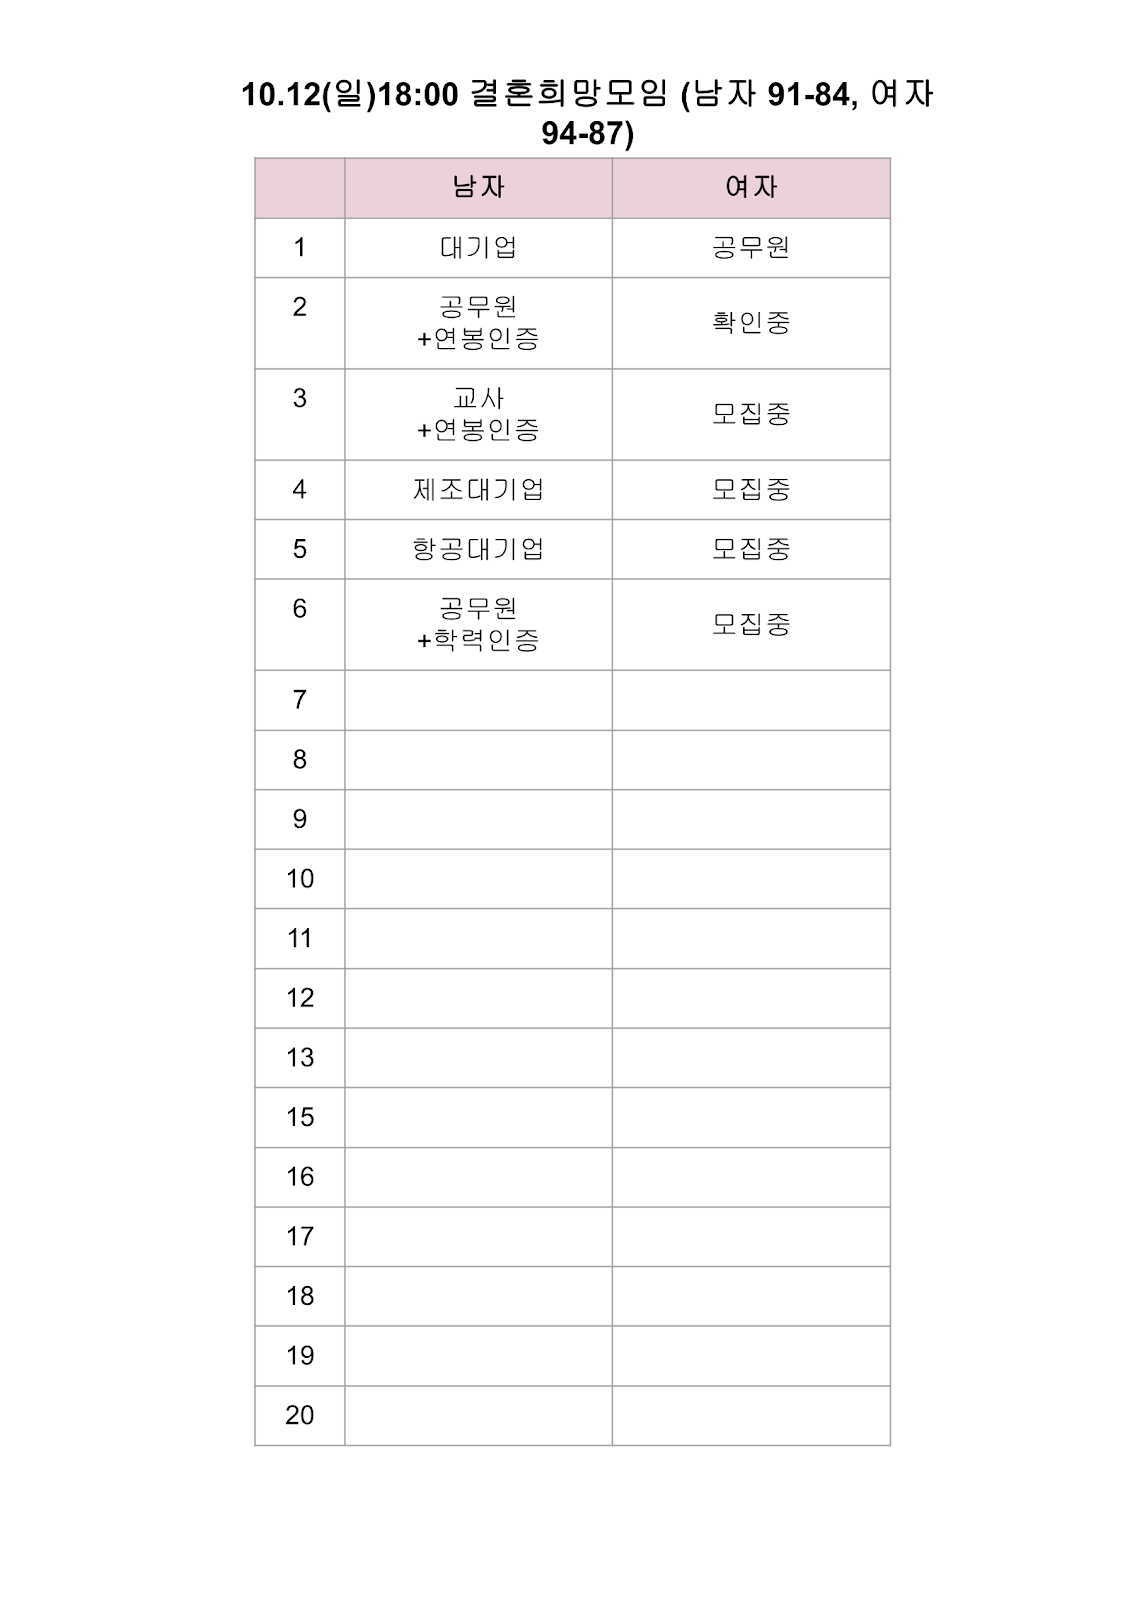 10.12(일)18:00 결혼희망모임 (남자 91-84, 여자
94-87)
남자 여자
1 대기업 공무원
2 공무원
+연봉인증 확인중
3 교사
+연봉인증 모집중
4 제조대기업 모집중
5 항공대기업 모집중
6 공무원
+학력인증 모집중
7
8
9
10
11
12
13
15
16
17
18
19
20